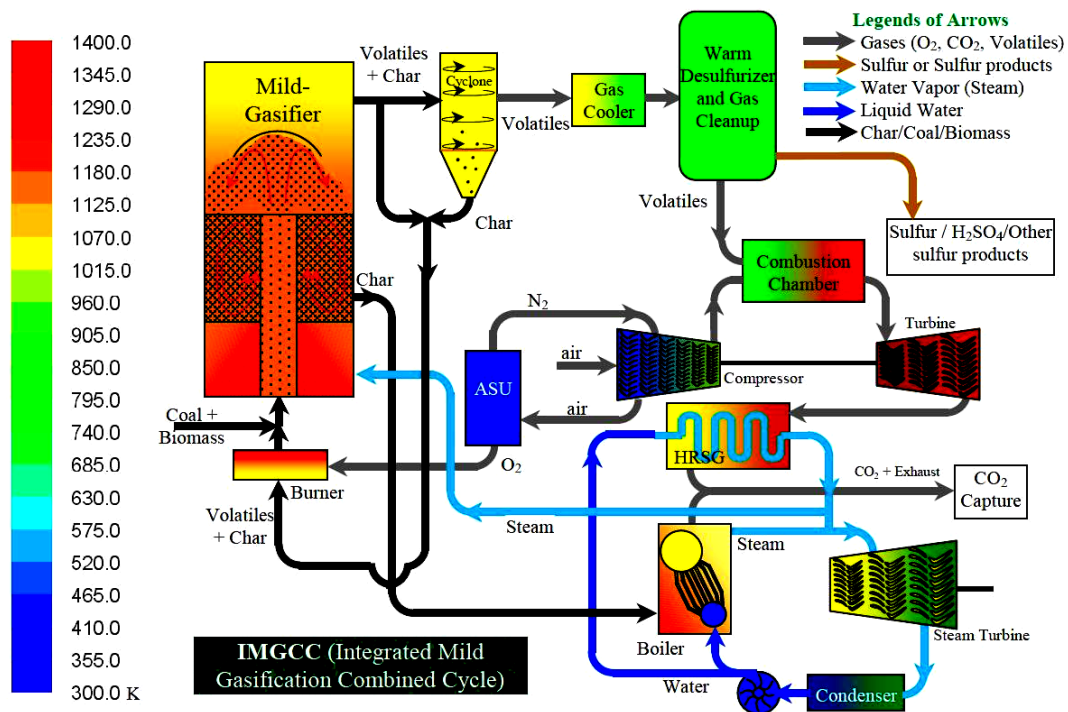 1400.0
1345.0
1290.0
1235.0
1180.0
1125.0
1070.0
1015.0
960.0
905.0
850.0
795.0
740.0
685.0
630.0
575.0
520.0
465.0
410.0
355.0
300.0 K
Mild-
Gasifier
Volatiles
+ Char
Cyclone
Volatiles
Gas
Cooler
Warm
Desulfurizer
and Gas
Cleanup
Legends of Arrows
Gases (O₂, CO₂, Volatiles)
Sulfur or Sulfur products
Water Vapor (Steam)
Liquid Water
Char/Coal/Biomass
Char
Volatiles
Sulfur / H₂SO₄/Other
sulfur products
Combustion
Chamber
Char
N₂
air
ASU
air
O₂
Compressor
Turbine
Coal +
Biomass
Burner
HRSG
CO₂ + Exhaust
CO₂
Capture
Volatiles
+ Char
Steam
Steam
Boiler
Steam Turbine
Water
Condenser
IMGCC (Integrated Mild
Gasification Combined Cycle)